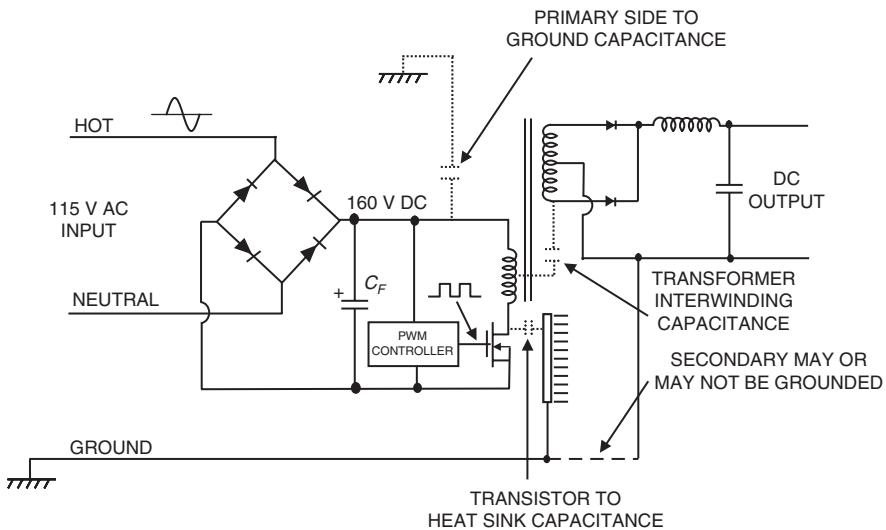 PRIMARY SIDE TO
GROUND CAPACITANCE
HOT
115 V AC
INPUT
160 V DC
DC
OUTPUT
NEUTRAL
+
C_F
PWM
CONTROLLER
TRANSFORMER
INTERWINDING
CAPACITANCE
SECONDARY MAY OR
MAY NOT BE GROUNDED
GROUND
TRANSISTOR TO
HEAT SINK CAPACITANCE